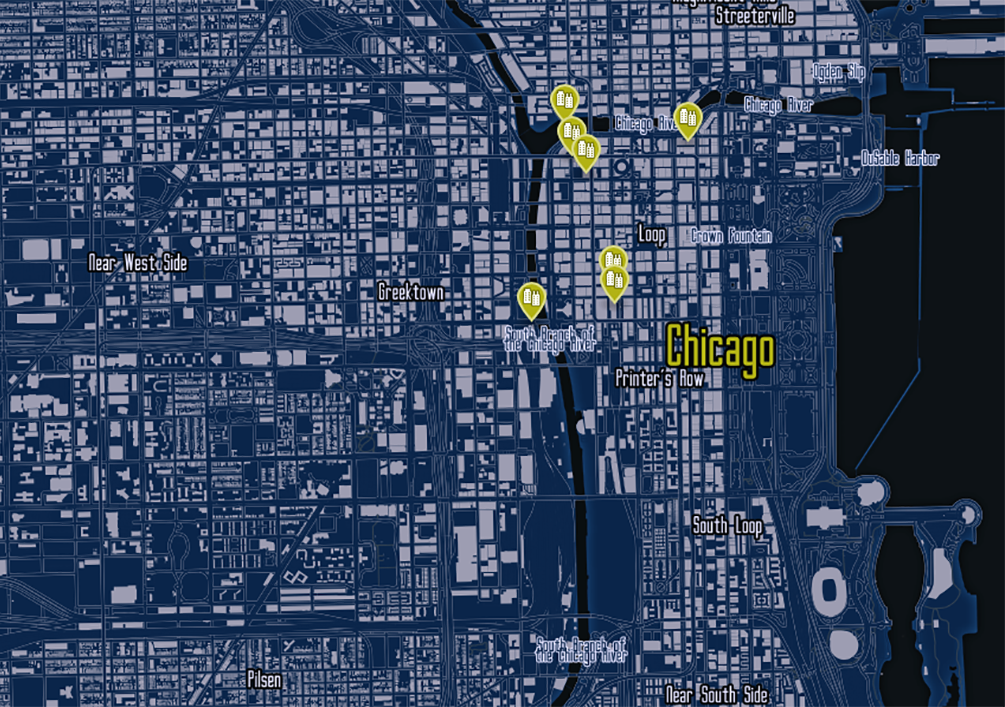 Streeterville
Ogden Slip
Chicago River
Chicago
DuSable Harbor
Loop
Crown Fountain
Near West Side
Greektown
South Branch of
the Chicago River
Chicago
Printer's Row
South Loop
South Branch of
the Chicago River
Pilsen
Near South Side